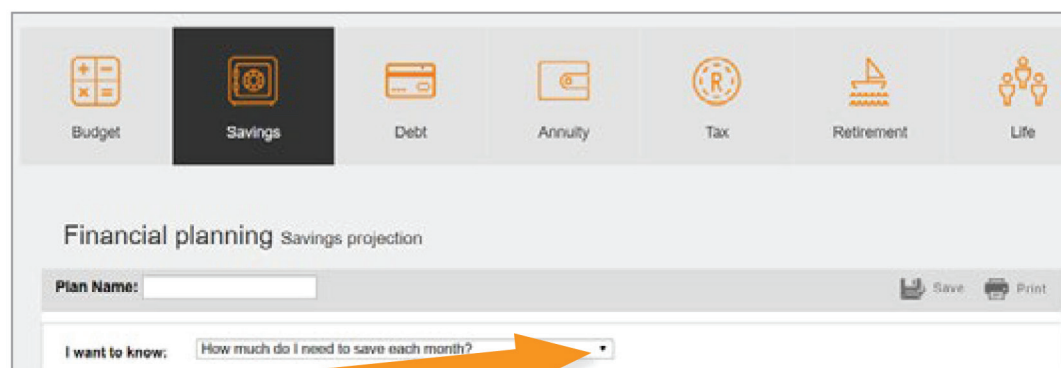 Budget Savings Debt Annuity Tax Retirement Life
Financial planning Savings projection
Plan Name: Save Print
I want to know: How much do I need to save each month?